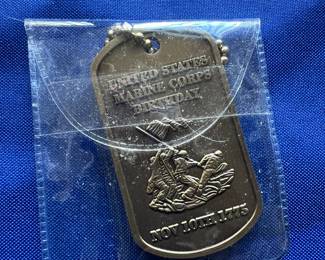 UNITED STATES
MARINE CORPS
BIRTHDAY
NOV 10TH, 1775